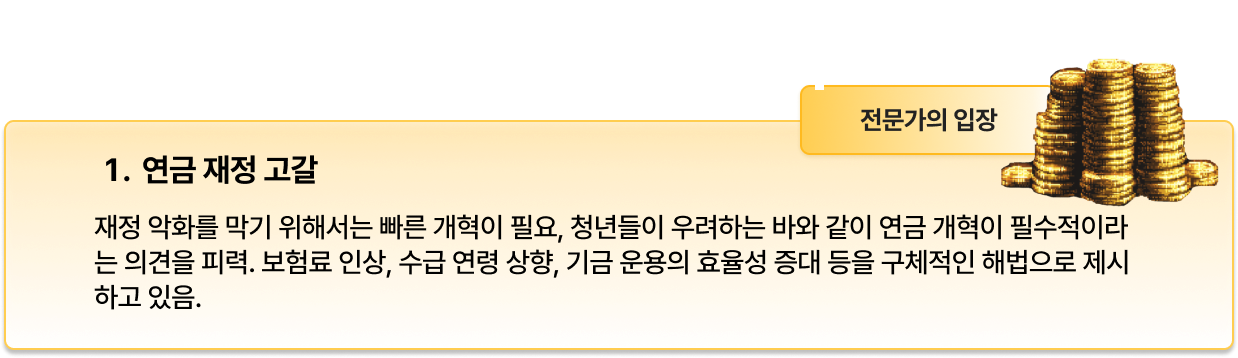 전문가의 입장
1. 연금 재정 고갈
재정 악화를 막기 위해서는 빠른 개혁이 필요, 청년들이 우려하는 바와 같이 연금 개혁이 필수적이라
는 의견을 피력. 보험료 인상, 수급 연령 상향, 기금 운용의 효율성 증대 등을 구체적인 해법으로 제시
하고 있음.